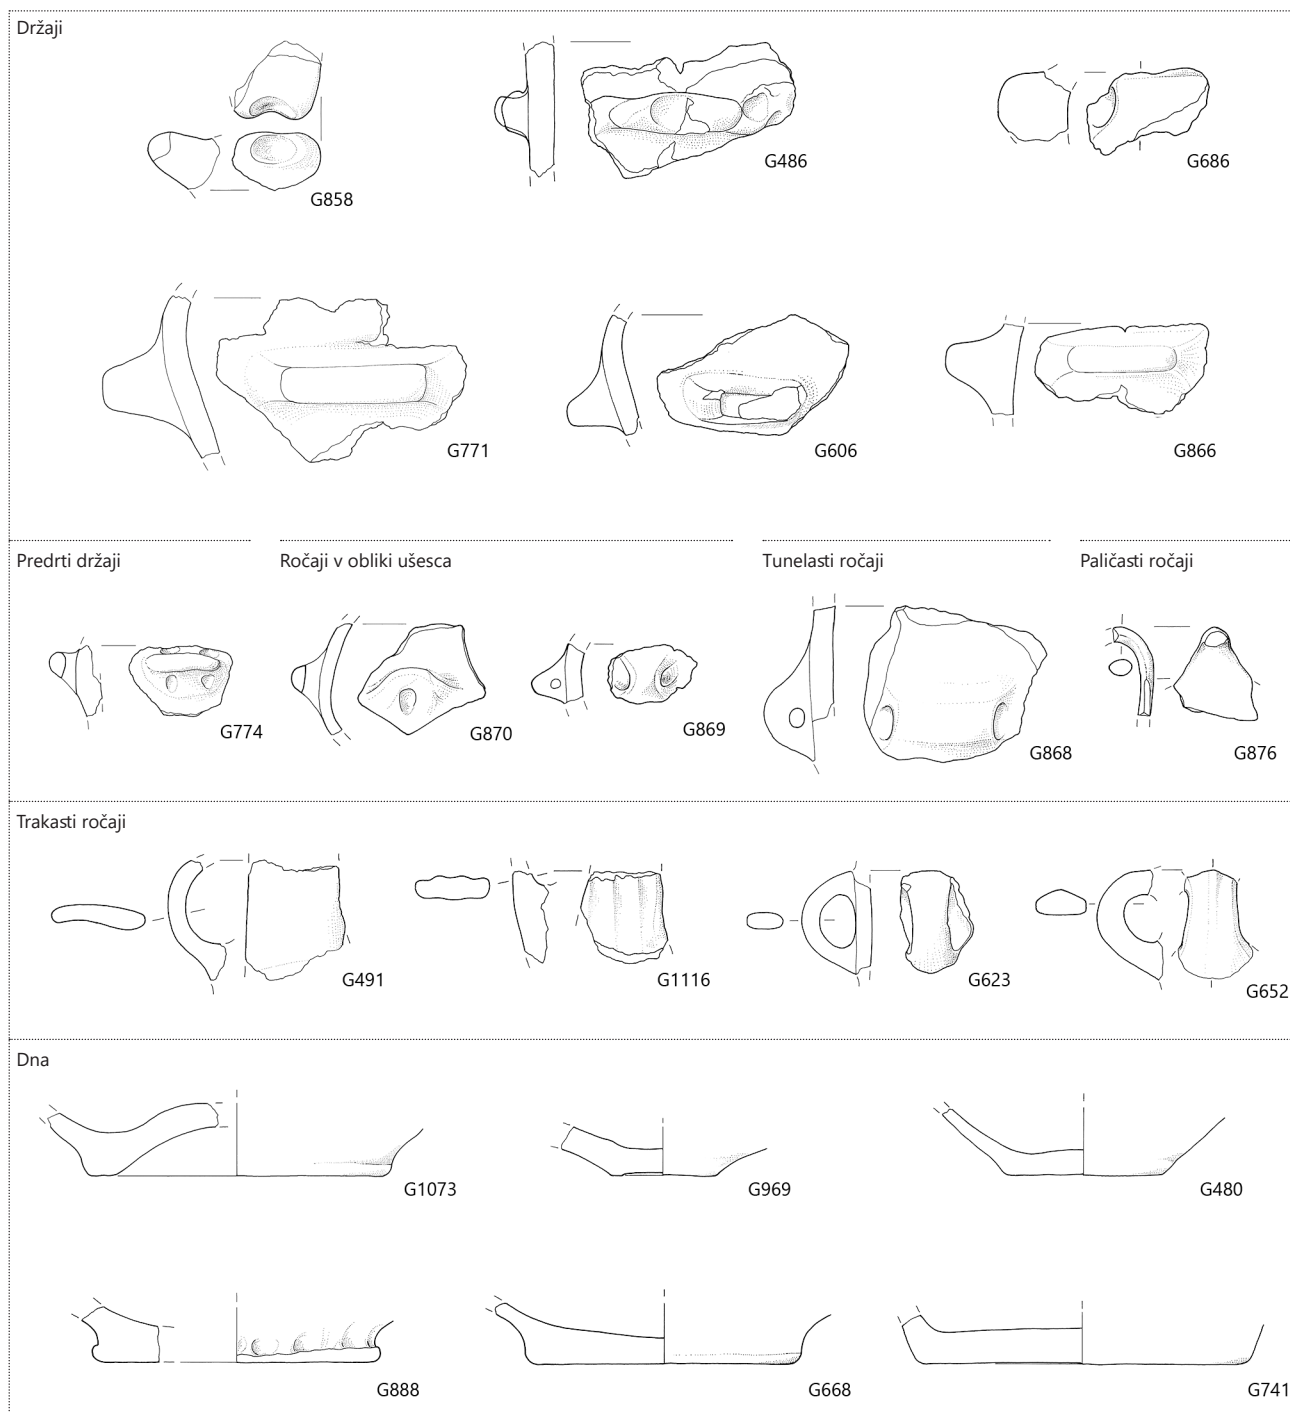 Držaji
G858
G486
G686
G771
G606
G866
Predrti držaji
Ročaji v obliki ušesca
Tunelasti ročaji
Paličasti ročaji
G774
G870
G869
G868
G876
Trakasti ročaji
G491
G1116
G623
G652
Dna
G1073
G969
G480
G888
G668
G741